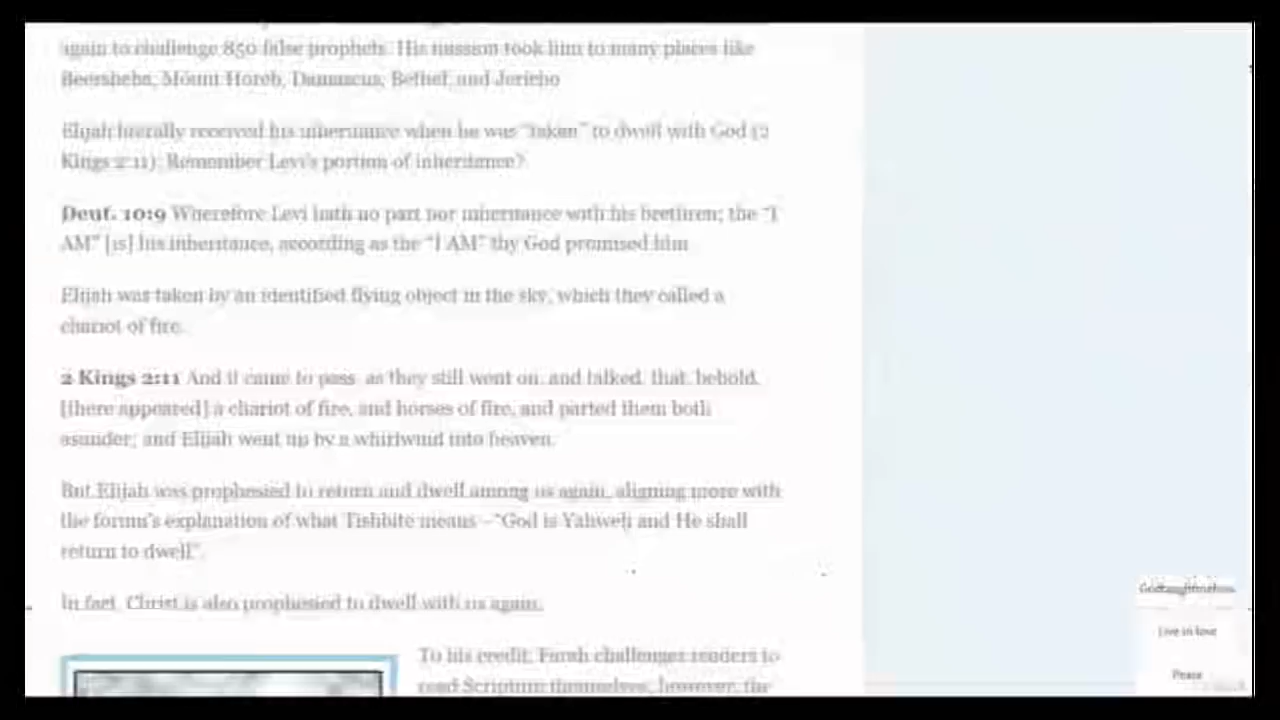 again to challenge 850 false prophets. His mission took him to many places like
Beersheba, Mount Horeb, Damascus, Bethel, and Jericho
Elijah literally received his inheritance when he was "taken" to dwell with God (2
Kings 2:11). Remember Levi's portion of inheritance?
Deut. 10:9 Wherefore Levi hath no part nor inheritance with his brethren; the "I
AM" [is] his inheritance, according as the "I AM" thy God promised him
Elijah was taken by an identified flying object in the sky, which they called a
chariot of fire.
2 Kings 2:11 And it came to pass, as they still went on, and talked, that, behold,
[there appeared] a chariot of fire, and horses of fire, and parted them both
asunder; and Elijah went up by a whirlwind into heaven.
But Elijah was prophesied to return and dwell among us again, aligning more with
the forum's explanation of what Tishbite means – "God is Yahweh and He shall
return to dwell".
In fact, Christ is also prophesied to dwell with us again.
To his credit, Farah challenges readers to
read Scripture themselves, however, the
Live in love
Peace